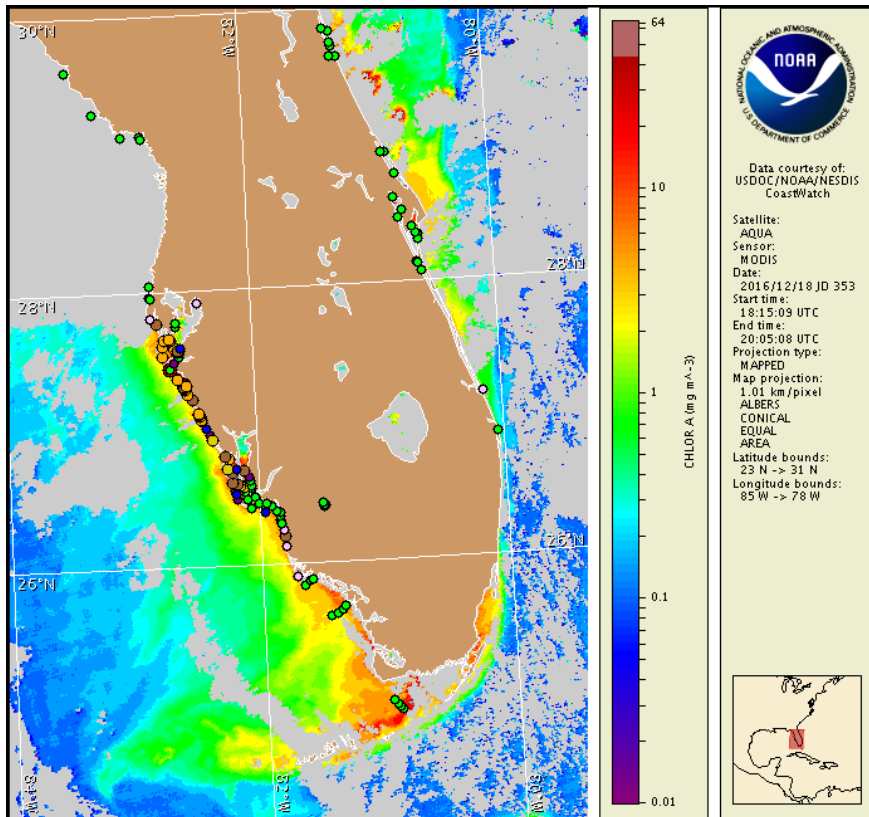 30°N
82°W
80°W
28°N
28°N
26°N
26°N
84°W
82°W
80°W
64
10
1
0.1
0.01
CHLOR A (mg m^-3)
NATIONAL OCEANIC AND ATMOSPHERIC ADMINISTRATION
NOAA
U.S. DEPARTMENT OF COMMERCE
Data courtesy of:
USDOC/NOAA/NESDIS
CoastWatch
Satellite:
AQUA
Sensor:
MODIS
Date:
2016/12/18 JD 353
Start time:
18:15:09 UTC
End time:
20:05:08 UTC
Projection type:
MAPPED
Map projection:
1.01 km/pixel
ALBERS
CONICAL
EQUAL
AREA
Latitude bounds:
23 N -> 31 N
Longitude bounds:
85 W -> 78 W